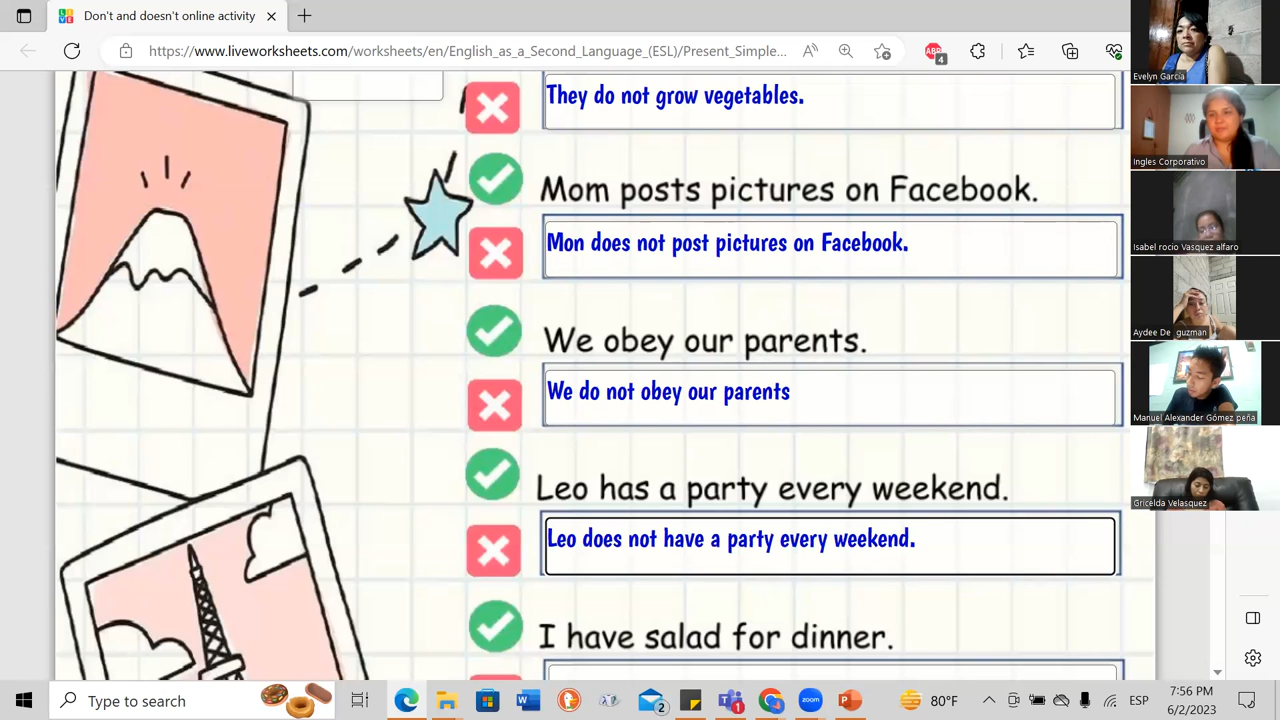 Don't and doesn't online activity
https://www.liveworksheets.com/worksheets/en/English_as_a_Second_Language_(ESL)/Present_Simple...
4
They do not grow vegetables.
Mom posts pictures on Facebook.
Mon does not post pictures on Facebook.
We obey our parents.
We do not obey our parents
Leo has a party every weekend.
Leo does not have a party every weekend.
I have salad for dinner.
Evelyn Garcia
Ingles Corporativo
Isabel rocio Vasquez alfaro
Aydee De guzman
Manuel Alexander Gómez peña
Gricelda Velasquez
Type to search
2
1
80°F
ESP
7:56 PM
6/2/2023